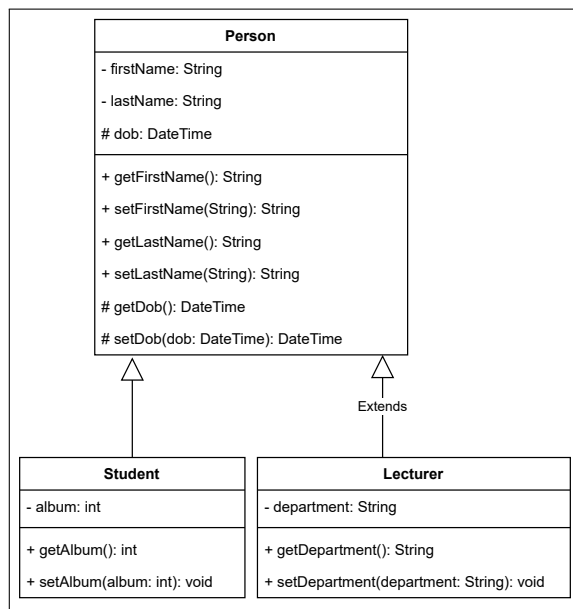 Person
- firstName: String
- lastName: String
# dob: DateTime
+ getFirstName(): String
+ setFirstName(String): String
+ getLastName(): String
+ setLastName(String): String
# getDob(): DateTime
# setDob(dob: DateTime): DateTime
Extends
Student
- album: int
+ getAlbum(): int
+ setAlbum(album: int): void
Lecturer
- department: String
+ getDepartment(): String
+ setDepartment(department: String): void